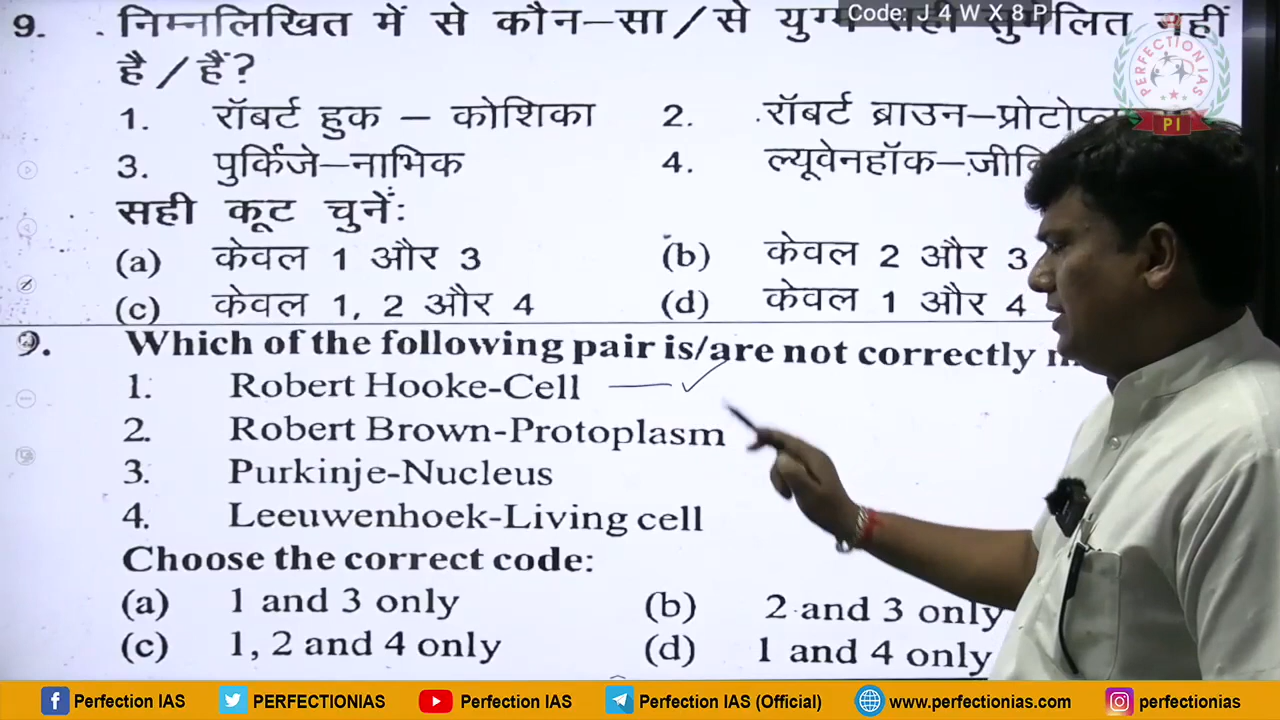 Code: J 4 W X 8 P
9. निम्नलिखित में से कौन–सा/से युग्म सुमेलित नहीं
है/हैं?
1. रॉबर्ट हुक – कोशिका 2. रॉबर्ट ब्राउन–
3. पुर्किंजे–नाभिक 4. ल्यूवेनहॉक–
सही कूट चुनें:
(a) केवल 1 और 3 (b) केवल 2 और 3
(c) केवल 1, 2 और 4 (d) केवल 1 और 4
9. Which of the following pair is/are not correctly
1. Robert Hooke-Cell
2. Robert Brown-Protoplasm
3. Purkinje-Nucleus
4. Leeuwenhoek-Living cell
Choose the correct code:
(a) 1 and 3 only (b) 2 and 3 only
(c) 1, 2 and 4 only (d) 1 and 4 only
PERFECTION IAS
PI
Perfection IAS PERFECTIONIAS Perfection IAS Perfection IAS (Official) www.perfectionias.com perfectionias